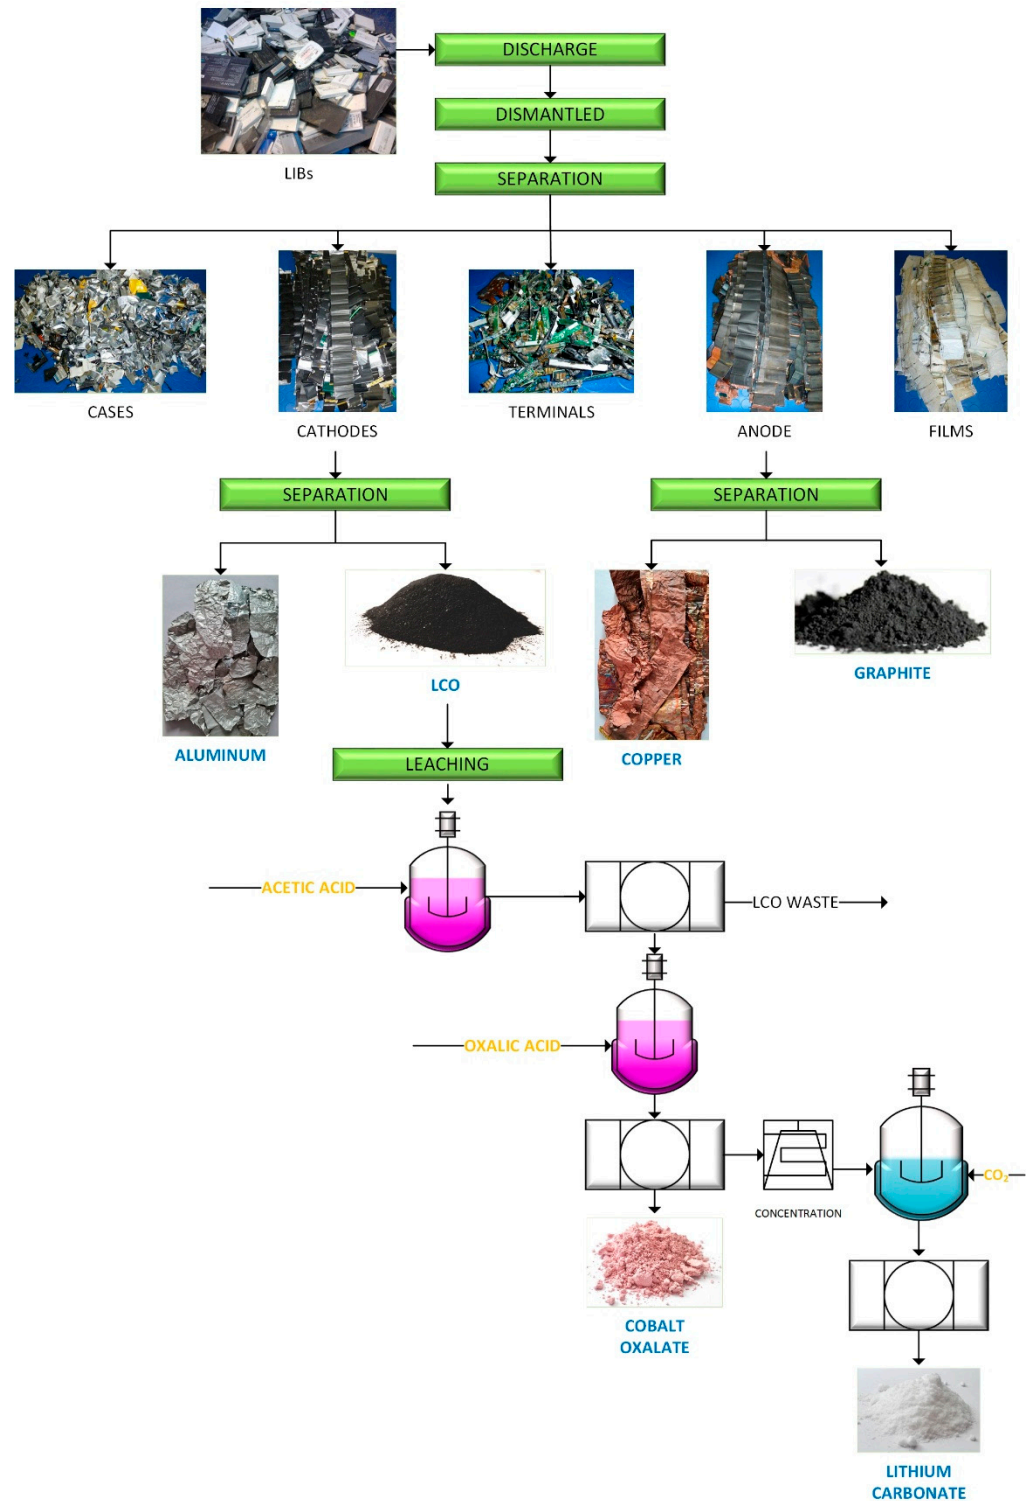 DISCHARGE
DISMANTLED
LIBs
SEPARATION
CASES
CATHODES
TERMINALS
ANODE
FILMS
SEPARATION
SEPARATION
ALUMINUM
LCO
COPPER
GRAPHITE
LEACHING
ACETIC ACID
LCO WASTE
OXALIC ACID
CO₂
CONCENTRATION
COBALT
OXALATE
LITHIUM
CARBONATE